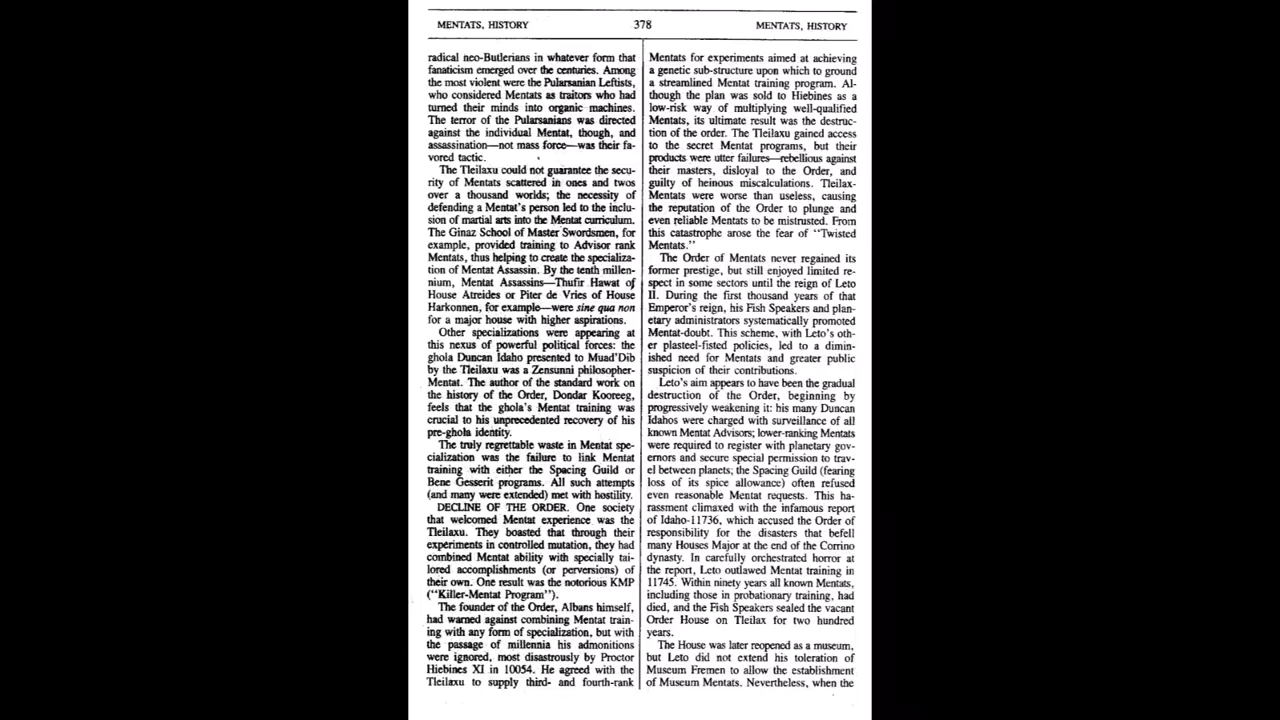 MENTATS, HISTORY
378
MENTATS, HISTORY
radical neo-Butlerians in whatever form that
fanaticism emerged over the centuries. Among
the most violent were the Pularsanian Leftists,
who considered Mentats as traitors who had
turned their minds into organic machines.
The terror of the Pularsanians was directed
against the individual Mentat, though, and
assassination—not mass force—was their fa-
vored tactic.
The Tleilaxu could not guarantee the secu-
rity of Mentats scattered in ones and twos
over a thousand worlds; the necessity of
defending a Mentat's person led to the inclu-
sion of martial arts into the Mentat curriculum.
The Ginaz School of Master Swordsmen, for
example, provided training to Advisor rank
Mentats, thus helping to create the specializa-
tion of Mentat Assassin. By the tenth millen-
nium, Mentat Assassins—Thufir Hawat of
House Atreides or Piter de Vries of House
Harkonnen, for example—were sine qua non
for a major house with higher aspirations.
Other specializations were appearing at
this nexus of powerful political forces: the
ghola Duncan Idaho presented to Muad'Dib
by the Tleilaxu was a Zensunni philosopher-
Mentat. The author of the standard work on
the history of the Order, Dondar Kooreeg,
feels that the ghola's Mentat training was
crucial to his unprecedented recovery of his
pre-ghola identity.
The truly regrettable waste in Mentat spe-
cialization was the failure to link Mentat
training with either the Spacing Guild or
Bene Gesserit programs. All such attempts
(and many were extended) met with hostility.
DECLINE OF THE ORDER. One society
that welcomed Mentat experience was the
Tleilaxu. They boasted that through their
experiments in controlled mutation, they had
combined Mentat ability with specially tai-
lored accomplishments (or perversions) of
their own. One result was the notorious KMP
("Killer-Mentat Program").
The founder of the Order, Albans himself,
had warned against combining Mentat train-
ing with any form of specialization, but with
the passage of millennia his admonitions
were ignored, most disastrously by Proctor
Hiebines XI in 10054. He agreed with the
Tleilaxu to supply third- and fourth-rank
Mentats for experiments aimed at achieving
a genetic sub-structure upon which to ground
a streamlined Mentat training program. Al-
though the plan was sold to Hiebines as a
low-risk way of multiplying well-qualified
Mentats, its ultimate result was the destruc-
tion of the order. The Tleilaxu gained access
to the secret Mentat programs, but their
products were utter failures—rebellious against
their masters, disloyal to the Order, and
guilty of heinous miscalculations. Tleilax-
Mentats were worse than useless, causing
the reputation of the Order to plunge and
even reliable Mentats to be mistrusted. From
this catastrophe arose the fear of "Twisted
Mentats."
The Order of Mentats never regained its
former prestige, but still enjoyed limited re-
spect in some sectors until the reign of Leto
II. During the first thousand years of that
Emperor's reign, his Fish Speakers and plan-
etary administrators systematically promoted
Mentat-doubt. This scheme, with Leto's oth-
er plasteel-fisted policies, led to a dimin-
ished need for Mentats and greater public
suspicion of their contributions.
Leto's aim appears to have been the gradual
destruction of the Order, beginning by
progressively weakening it: his many Duncan
Idahos were charged with surveillance of all
known Mentat Advisors; lower-ranking Mentats
were required to register with planetary gov-
ernors and secure special permission to trav-
el between planets; the Spacing Guild (fearing
loss of its spice allowance) often refused
even reasonable Mentat requests. This ha-
rassment climaxed with the infamous report
of Idaho-11736, which accused the Order of
responsibility for the disasters that befell
many Houses Major at the end of the Corrino
dynasty. In carefully orchestrated horror at
the report, Leto outlawed Mentat training in
11745. Within ninety years all known Mentats,
including those in probationary training, had
died, and the Fish Speakers sealed the vacant
Order House on Tleilax for two hundred
years.
The House was later reopened as a museum,
but Leto did not extend his toleration of
Museum Fremen to allow the establishment
of Museum Mentats. Nevertheless, when the